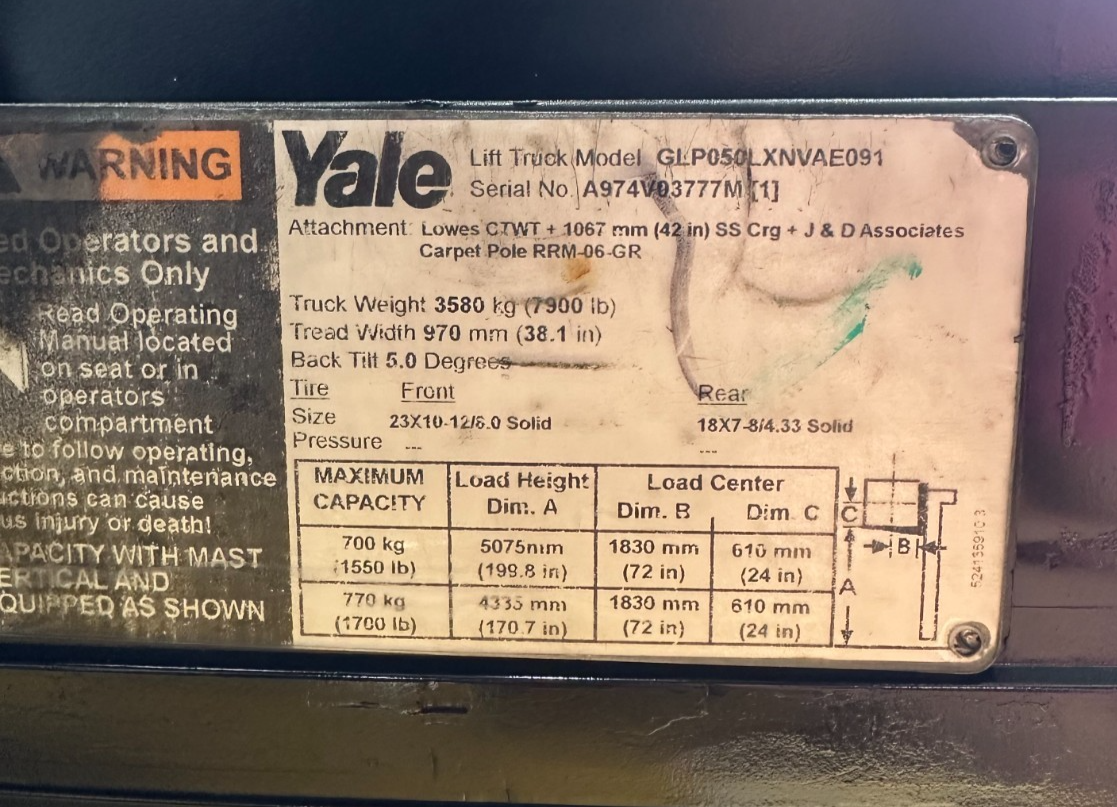 WARNING
ed Operators and
echanics Only
Read Operating
Manual located
on seat or in
operators
compartment
e to follow operating,
ction, and maintenance
uctions can cause
us injury or death!
APACITY WITH MAST
ERTICAL AND
QUIPPED AS SHOWN
Yale
Lift Truck Model GLP050LXNVAE091
Serial No. A974V03777M [1]
Attachment: Lowes CTWT + 1067 mm (42 in) SS Crg + J & D Associates
Carpet Pole RRM-06-GR
Truck Weight 3580 kg (7900 lb)
Tread Width 970 mm (38.1 in)
Back Tilt 5.0 Degrees
Tire Front Rear
Size 23X10-12/8.0 Solid 18X7-8/4.33 Solid
Pressure --- ---
MAXIMUM CAPACITY Load Height Dim. A Load Center
Dim. B Dim. C
700 kg 5075mm 1830 mm 610 mm
(1550 lb) (199.8 in) (72 in) (24 in)
770 kg 4335 mm 1830 mm 610 mm
(1700 lb) (170.7 in) (72 in) (24 in)
C
B
A
524135910 3